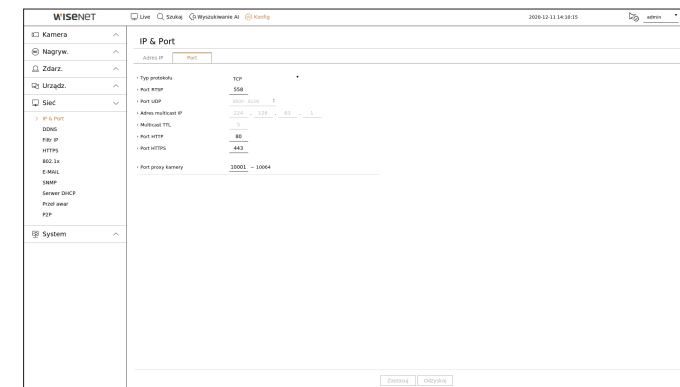 WISENET
Live Szukaj Wyszukiwanie AI Konfig 2020-12-11 14:10:15 admin
Kamera
Nagryw.
Zdarz.
Urządz.
Sieć
IP & Port
DDNS
Filtr IP
HTTPS
802.1x
E-MAIL
SNMP
Serwer DHCP
Przeł awar
P2P
System
IP & Port
Adres IP Port
Typ protokołu TCP
Port RTSP 558
Port UDP 8000- 8159
Adres multicast IP 224 . 126 . 63 . 1
Multicast TTL 5
Port HTTP 80
Port HTTPS 443
Port proxy kamery 10001 ~ 10064
Zastosuj Odzyskaj